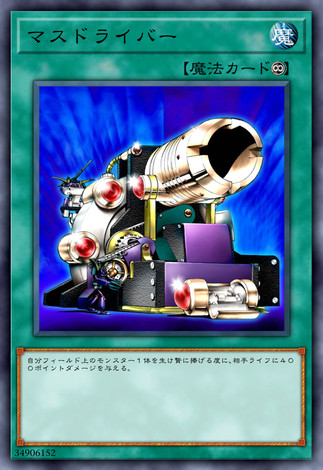 マスドライバー
魔
【魔法カード♾】
自分フィールド上のモンスター１体を生け贄に捧げる度に、相手ライフに４０
０ポイントダメージを与える。
34906152